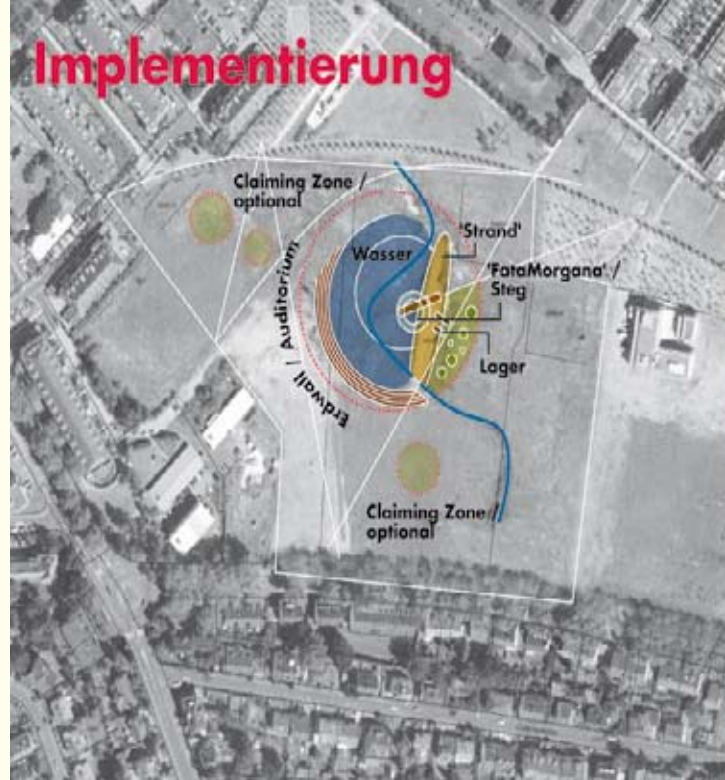 Implementierung
Claiming Zone /
optional
'Strand'
Wasser
'FataMorgana' /
Steg
Lager
Erdwall / Auditorium
Claiming Zone /
optional